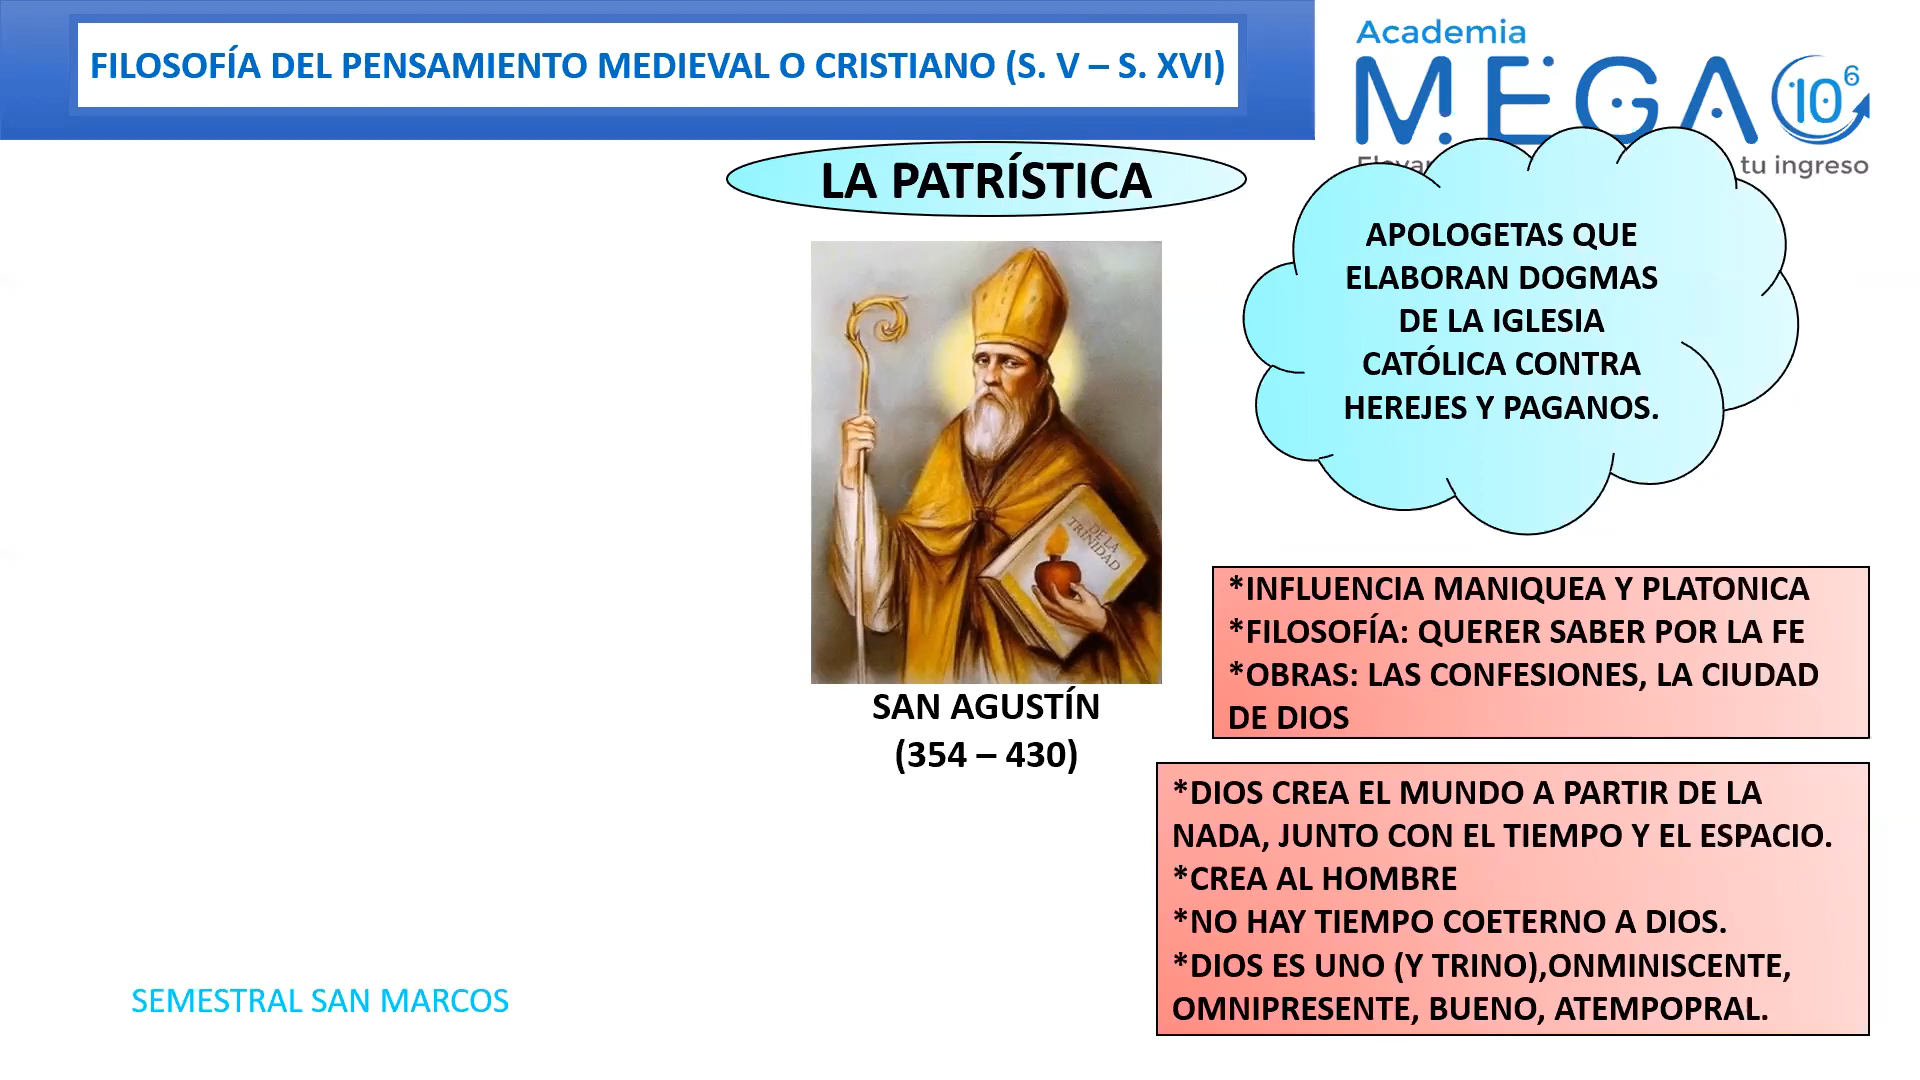 FILOSOFÍA DEL PENSAMIENTO MEDIEVAL O CRISTIANO (S. V – S. XVI)
Academia
MEGA 10⁶
tu ingreso
LA PATRÍSTICA
APOLOGETAS QUE
ELABORAN DOGMAS
DE LA IGLESIA
CATÓLICA CONTRA
HEREJES Y PAGANOS.
DE LA
TRINIDAD
SAN AGUSTÍN
(354 – 430)
*INFLUENCIA MANIQUEA Y PLATONICA
*FILOSOFÍA: QUERER SABER POR LA FE
*OBRAS: LAS CONFESIONES, LA CIUDAD
DE DIOS
*DIOS CREA EL MUNDO A PARTIR DE LA
NADA, JUNTO CON EL TIEMPO Y EL ESPACIO.
*CREA AL HOMBRE
*NO HAY TIEMPO COETERNO A DIOS.
*DIOS ES UNO (Y TRINO),ONMINISCENTE,
OMNIPRESENTE, BUENO, ATEMPOPRAL.
SEMESTRAL SAN MARCOS